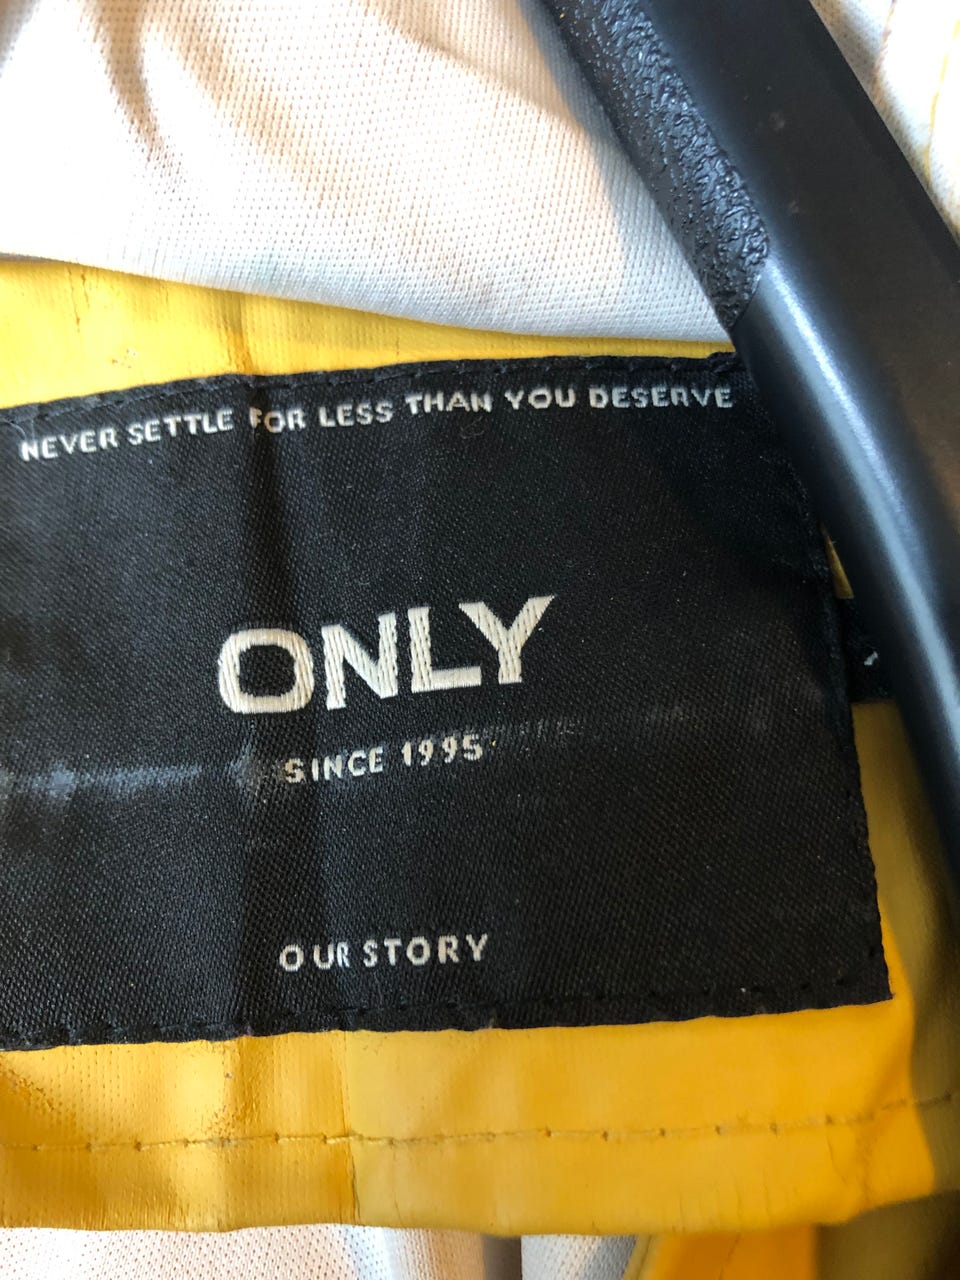 NEVER SETTLE FOR LESS THAN YOU DESERVE
ONLY
SINCE 1995
OUR STORY